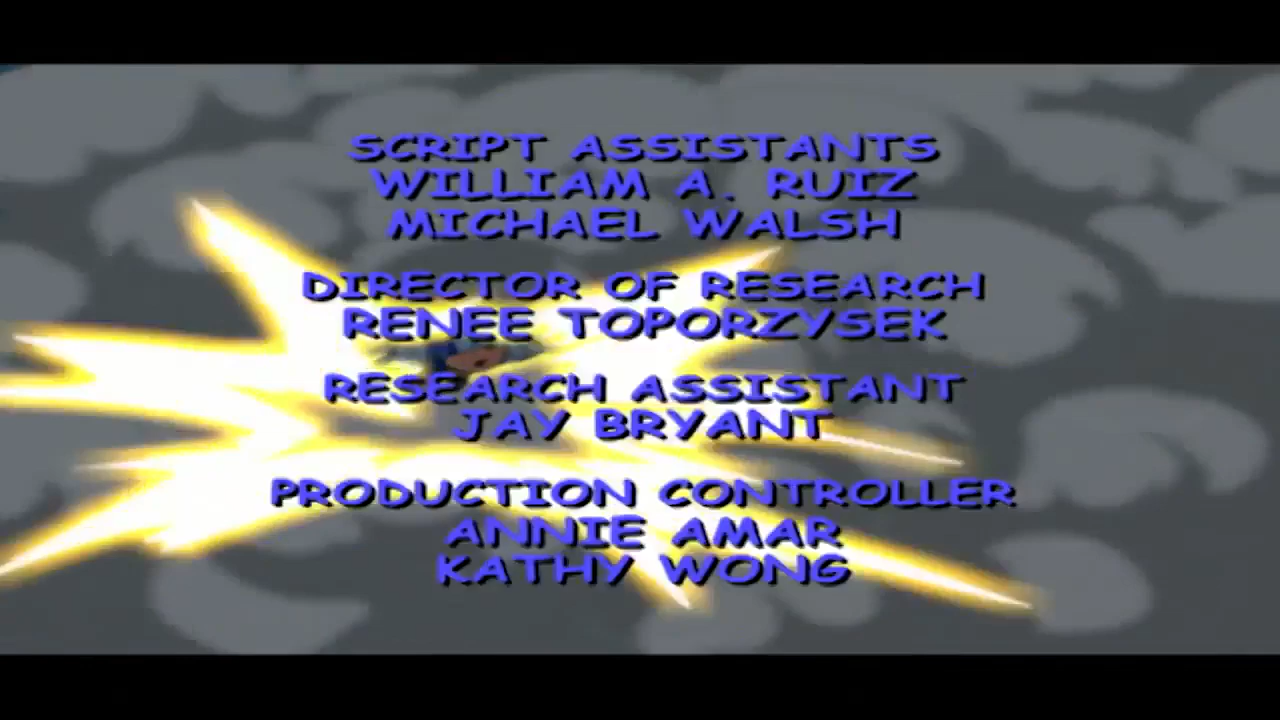 SCRIPT ASSISTANTS
WILLIAM A. RUIZ
MICHAEL WALSH
DIRECTOR OF RESEARCH
RENEE TOPORZYSEK
RESEARCH ASSISTANT
JAY BRYANT
PRODUCTION CONTROLLER
ANNIE AMAR
KATHY WONG